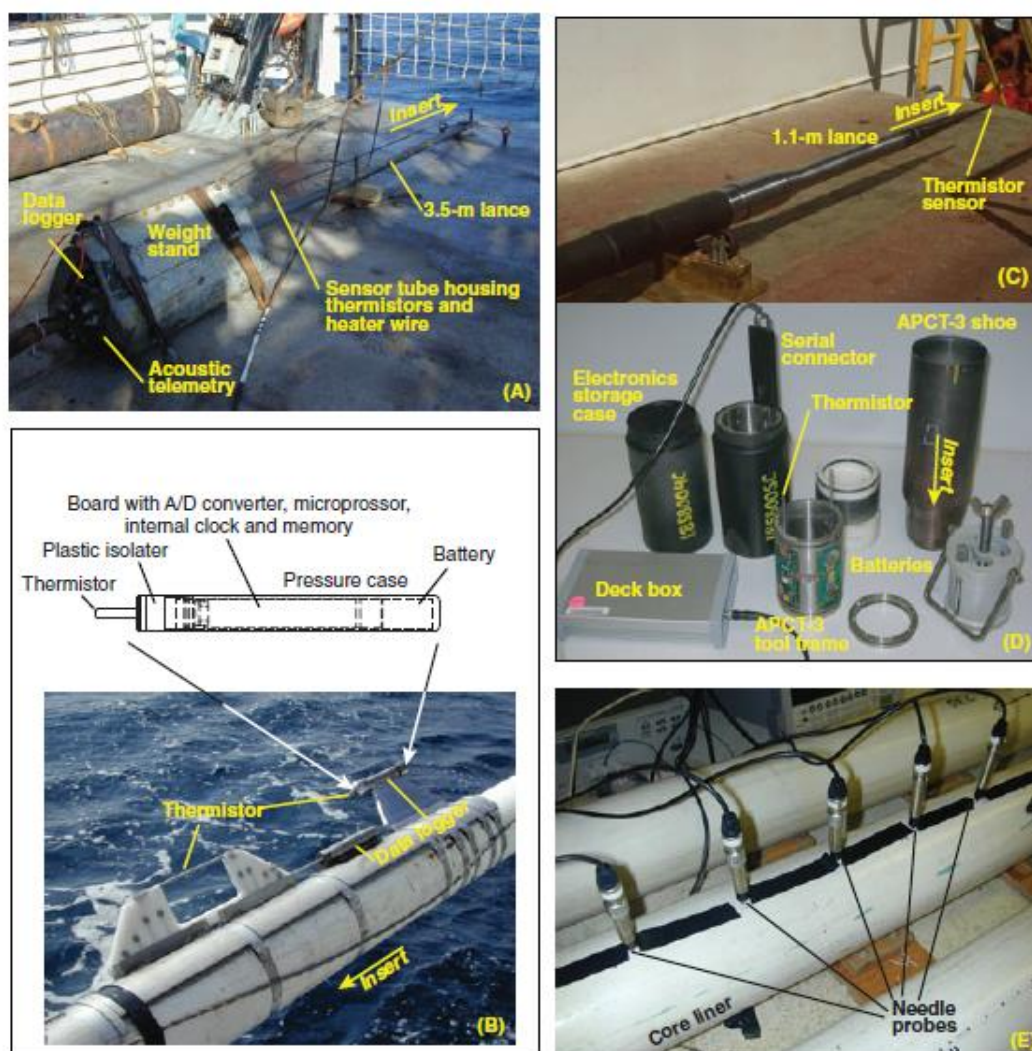 Insert
Data
logger
Weight
stand
3.5-m lance
Sensor tube housing
thermistors and
heater wire
Acoustic
telemetry
(A)
Board with A/D converter, microprossor,
internal clock and memory
Plastic isolater
Battery
Thermistor
Pressure case
Thermistor
Data logger
Insert
(B)
Insert
1.1-m lance
Thermistor
sensor
(C)
APCT-3 shoe
Serial
connector
Electronics
storage
case
Thermistor
Insert
Batteries
Deck box
APCT-3
tool frame
(D)
Core liner
Needle
probes
(E)